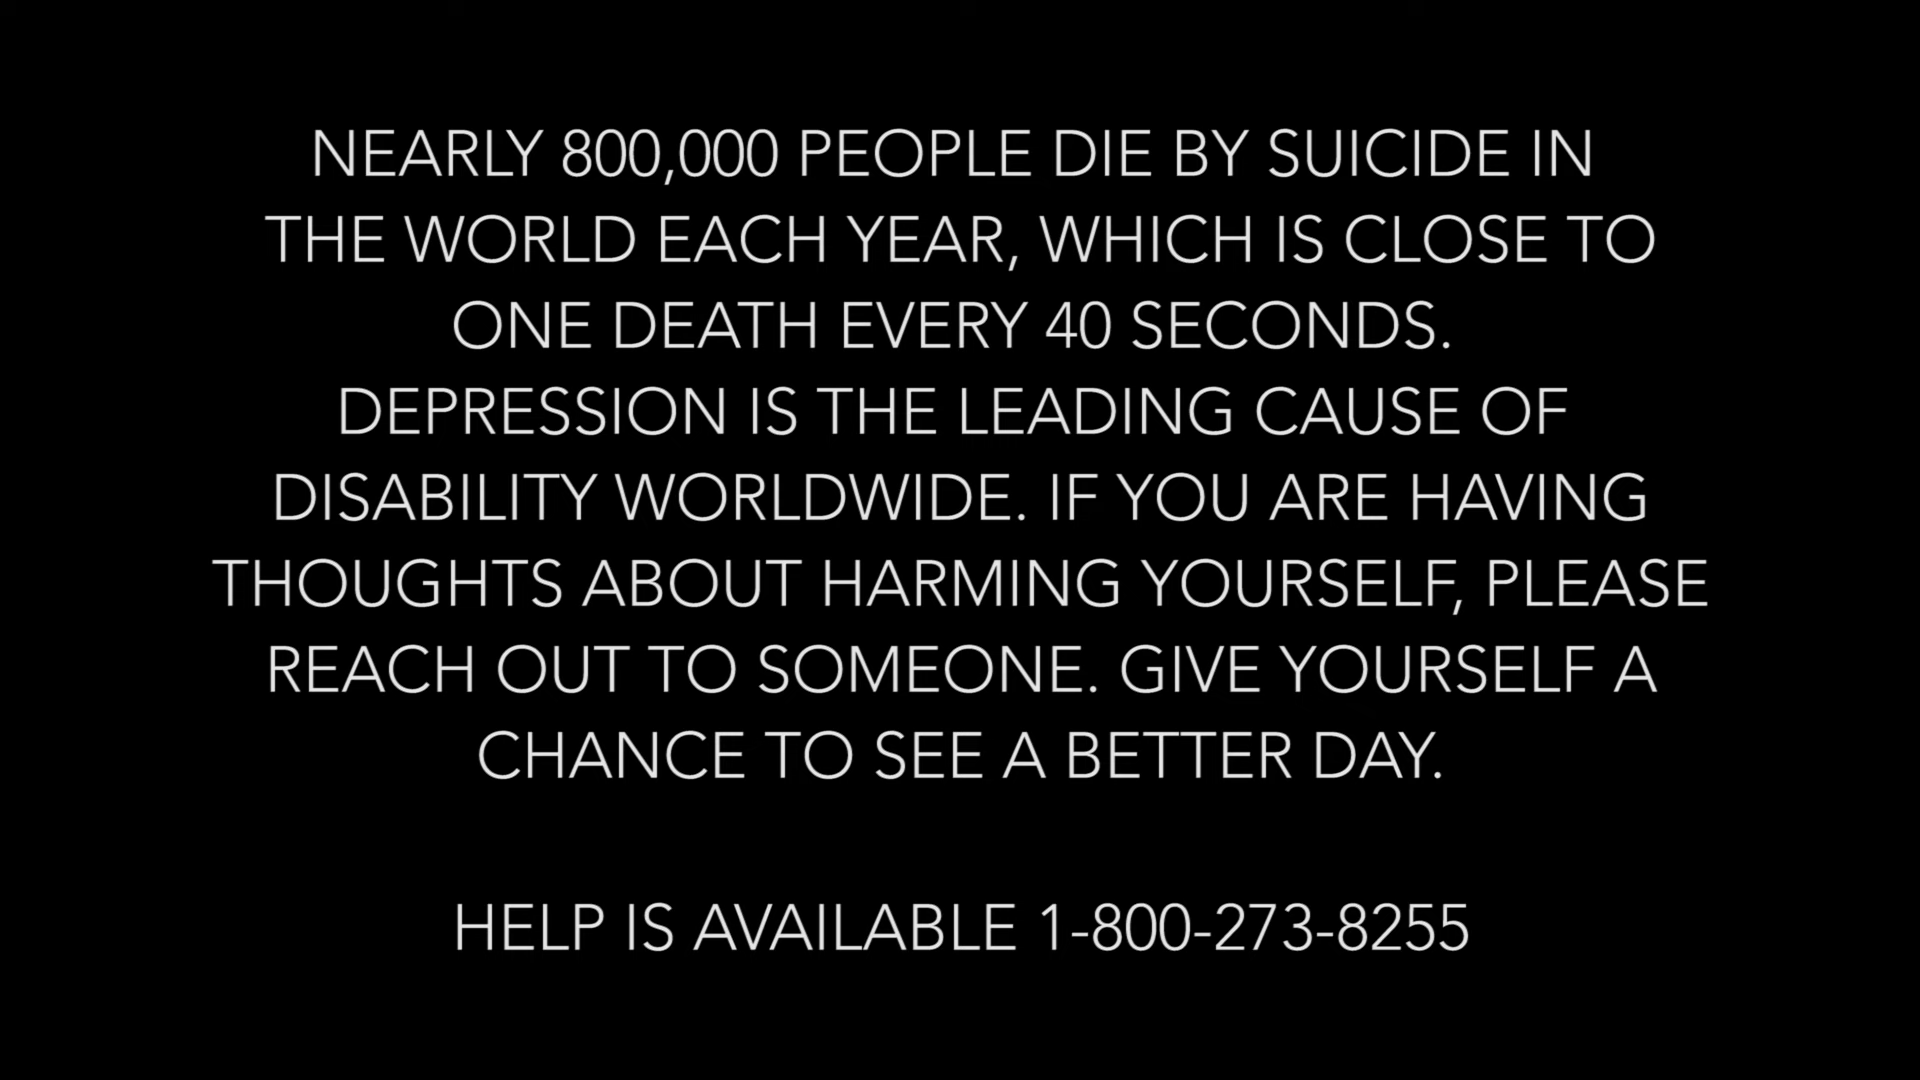 NEARLY 800,000 PEOPLE DIE BY SUICIDE IN
THE WORLD EACH YEAR, WHICH IS CLOSE TO
ONE DEATH EVERY 40 SECONDS.
DEPRESSION IS THE LEADING CAUSE OF
DISABILITY WORLDWIDE. IF YOU ARE HAVING
THOUGHTS ABOUT HARMING YOURSELF, PLEASE
REACH OUT TO SOMEONE. GIVE YOURSELF A
CHANCE TO SEE A BETTER DAY.
HELP IS AVAILABLE 1-800-273-8255